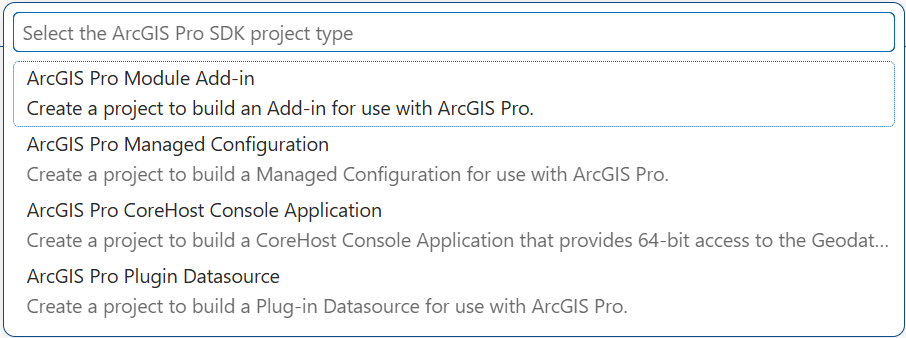 Select the ArcGIS Pro SDK project type
ArcGIS Pro Module Add-in
Create a project to build an Add-in for use with ArcGIS Pro.
ArcGIS Pro Managed Configuration
Create a project to build a Managed Configuration for use with ArcGIS Pro.
ArcGIS Pro CoreHost Console Application
Create a project to build a CoreHost Console Application that provides 64-bit access to the Geodat...
ArcGIS Pro Plugin Datasource
Create a project to build a Plug-in Datasource for use with ArcGIS Pro.